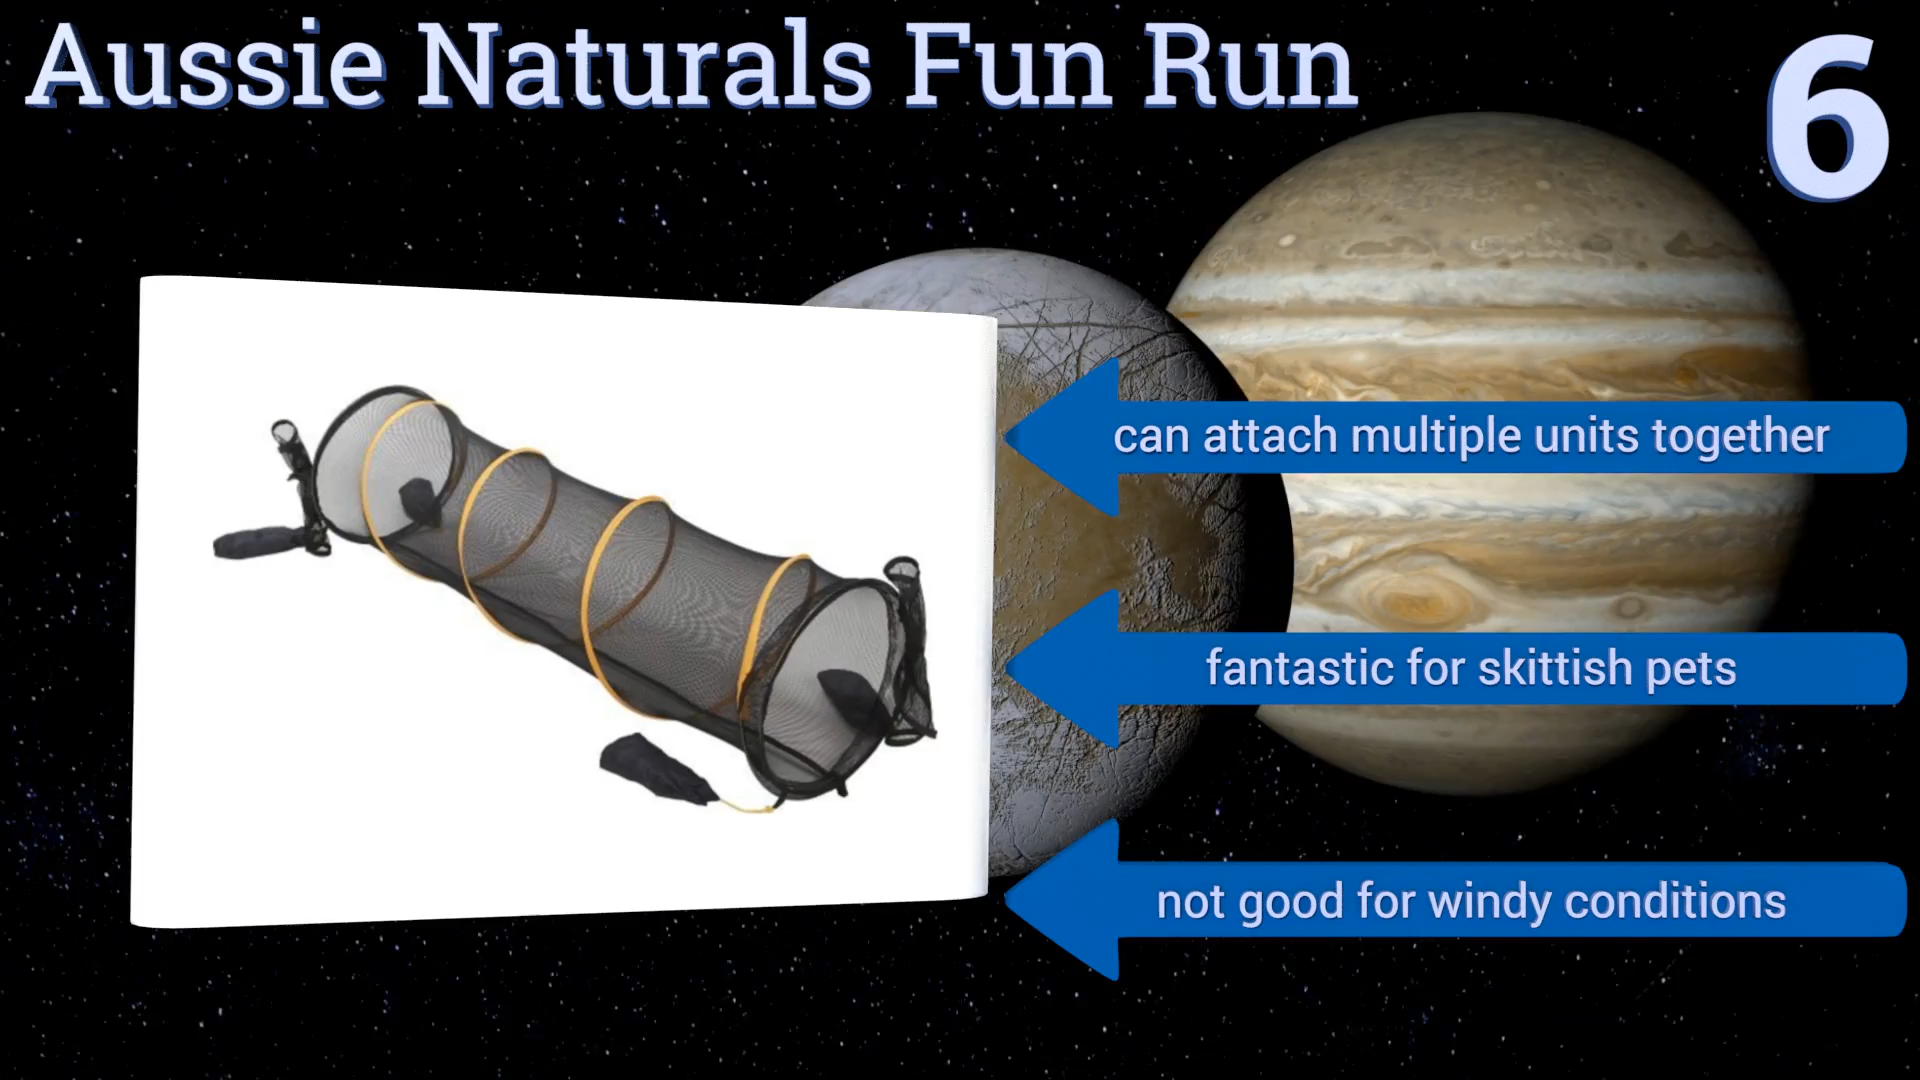 Aussie Naturals Fun Run
6
can attach multiple units together
fantastic for skittish pets
not good for windy conditions